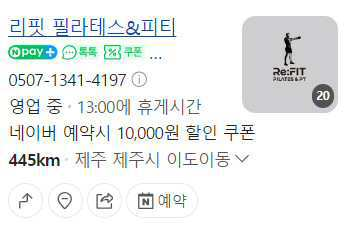 리핏 필라테스&피티
N pay+ 톡톡 쿠폰 ...
0507-1341-4197
영업 중 · 13:00에 휴게시간
네이버 예약시 10,000원 할인 쿠폰
445km · 제주 제주시 이도이동
N 예약
Re:FIT
PILATES & PT
20